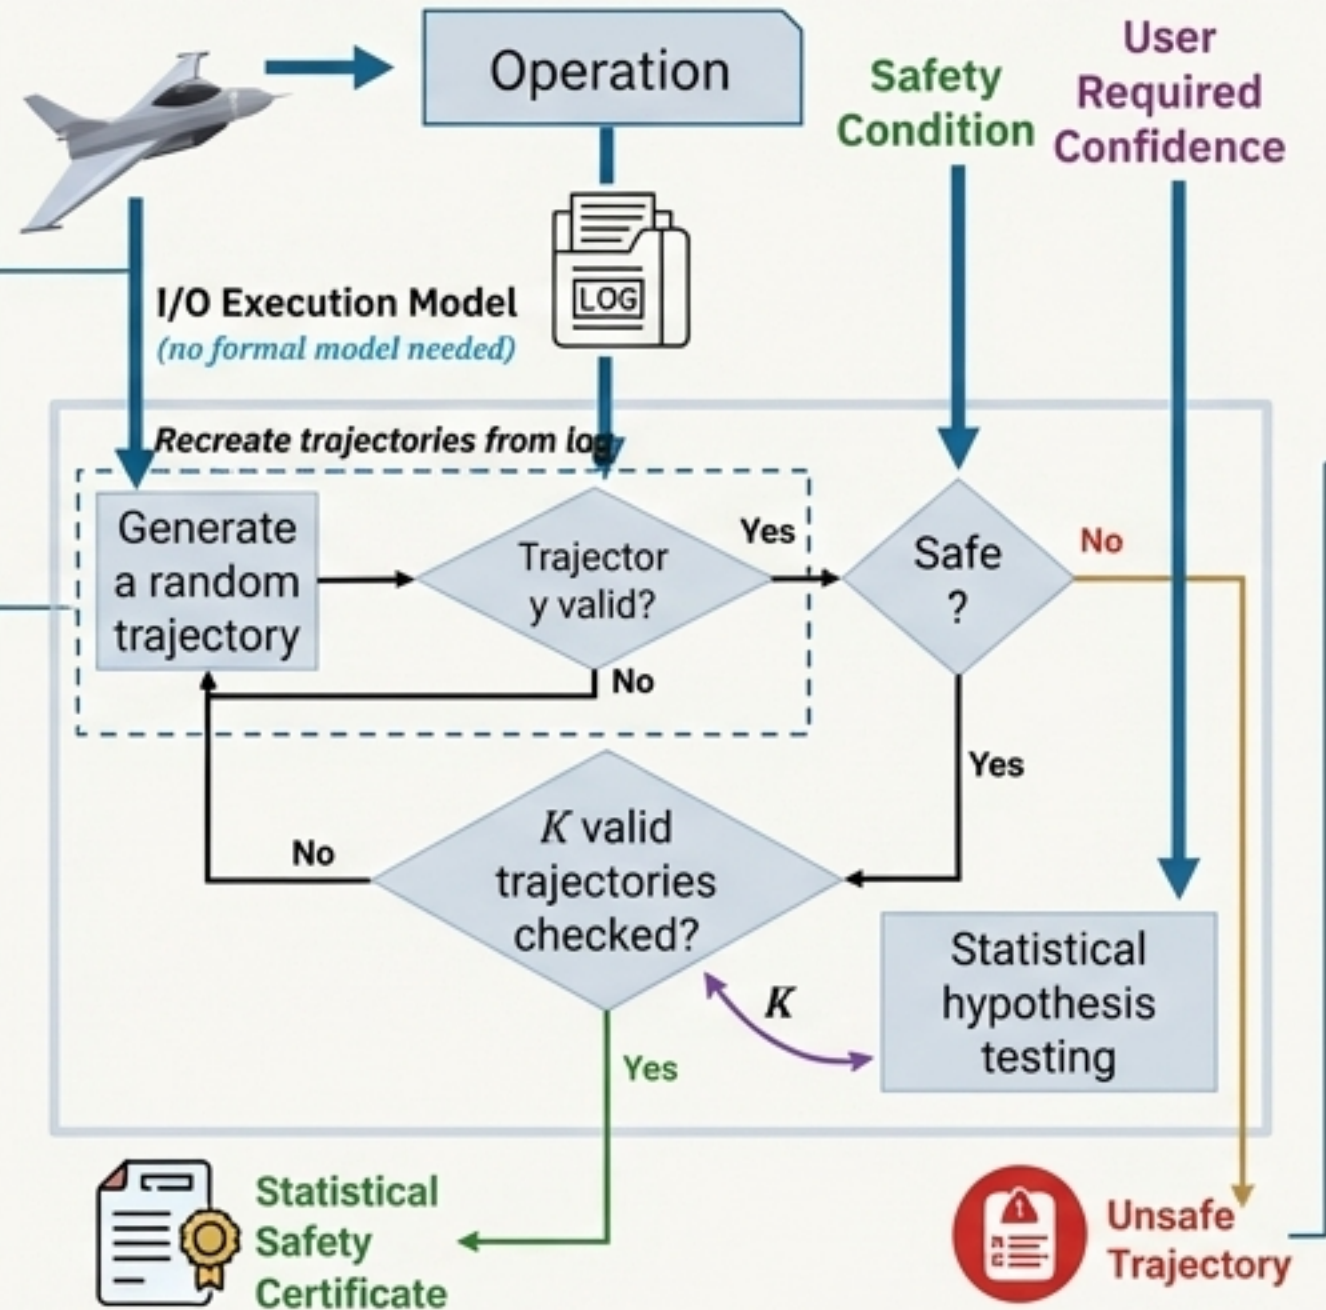 Operation
Safety
Condition
User
Required
Confidence
LOG
I/O Execution Model
(no formal model needed)
Recreate trajectories from log
Generate
a random
trajectory
Trajector
y valid?
Yes
No
Safe
?
No
Yes
K valid
trajectories
checked?
No
K
Yes
Statistical
hypothesis
testing
Statistical
Safety
Certificate
Unsafe
Trajectory